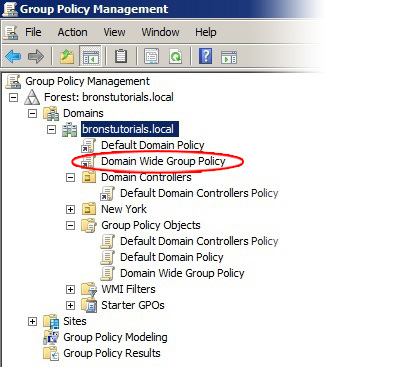 Group Policy Management
File Action View Window Help
Group Policy Management
Forest: bronstutorials.local
Domains
bronstutorials.local
Default Domain Policy
Domain Wide Group Policy
Domain Controllers
Default Domain Controllers Policy
New York
Group Policy Objects
Default Domain Controllers Policy
Default Domain Policy
Domain Wide Group Policy
WMI Filters
Starter GPOs
Sites
Group Policy Modeling
Group Policy Results